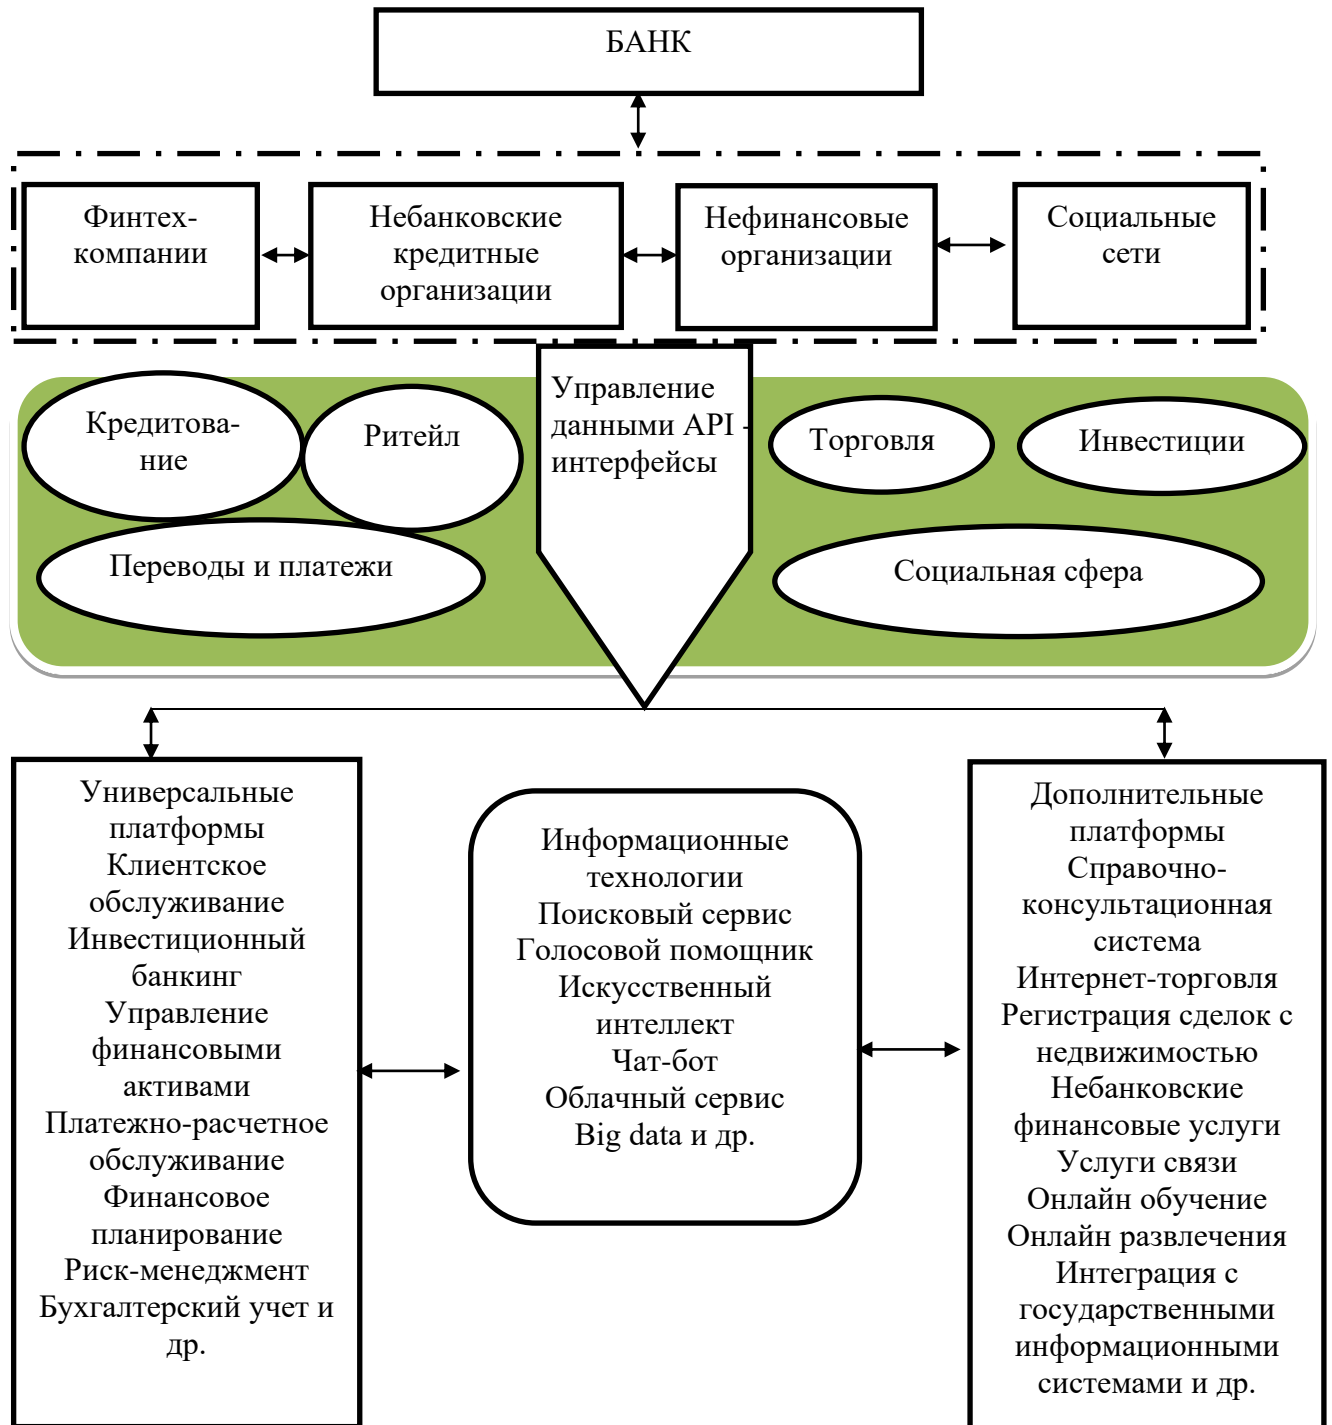 БАНК
Финтех-
компании
Небанковские
кредитные
организации
Нефинансовые
организации
Социальные
сети
Управление
данными API -
интерфейсы
Кредитова-
ние
Ритейл
Переводы и платежи
Торговля
Инвестиции
Социальная сфера
Универсальные
платформы
Клиентское
обслуживание
Инвестиционный
банкинг
Управление
финансовыми
активами
Платежно-расчетное
обслуживание
Финансовое
планирование
Риск-менеджмент
Бухгалтерский учет и
др.
Информационные
технологии
Поисковый сервис
Голосовой помощник
Искусственный
интеллект
Чат-бот
Облачный сервис
Big data и др.
Дополнительные
платформы
Справочно-
консультационная
система
Интернет-торговля
Регистрация сделок с
недвижимостью
Небанковские
финансовые услуги
Услуги связи
Онлайн обучение
Онлайн развлечения
Интеграция с
государственными
информационными
системами и др.